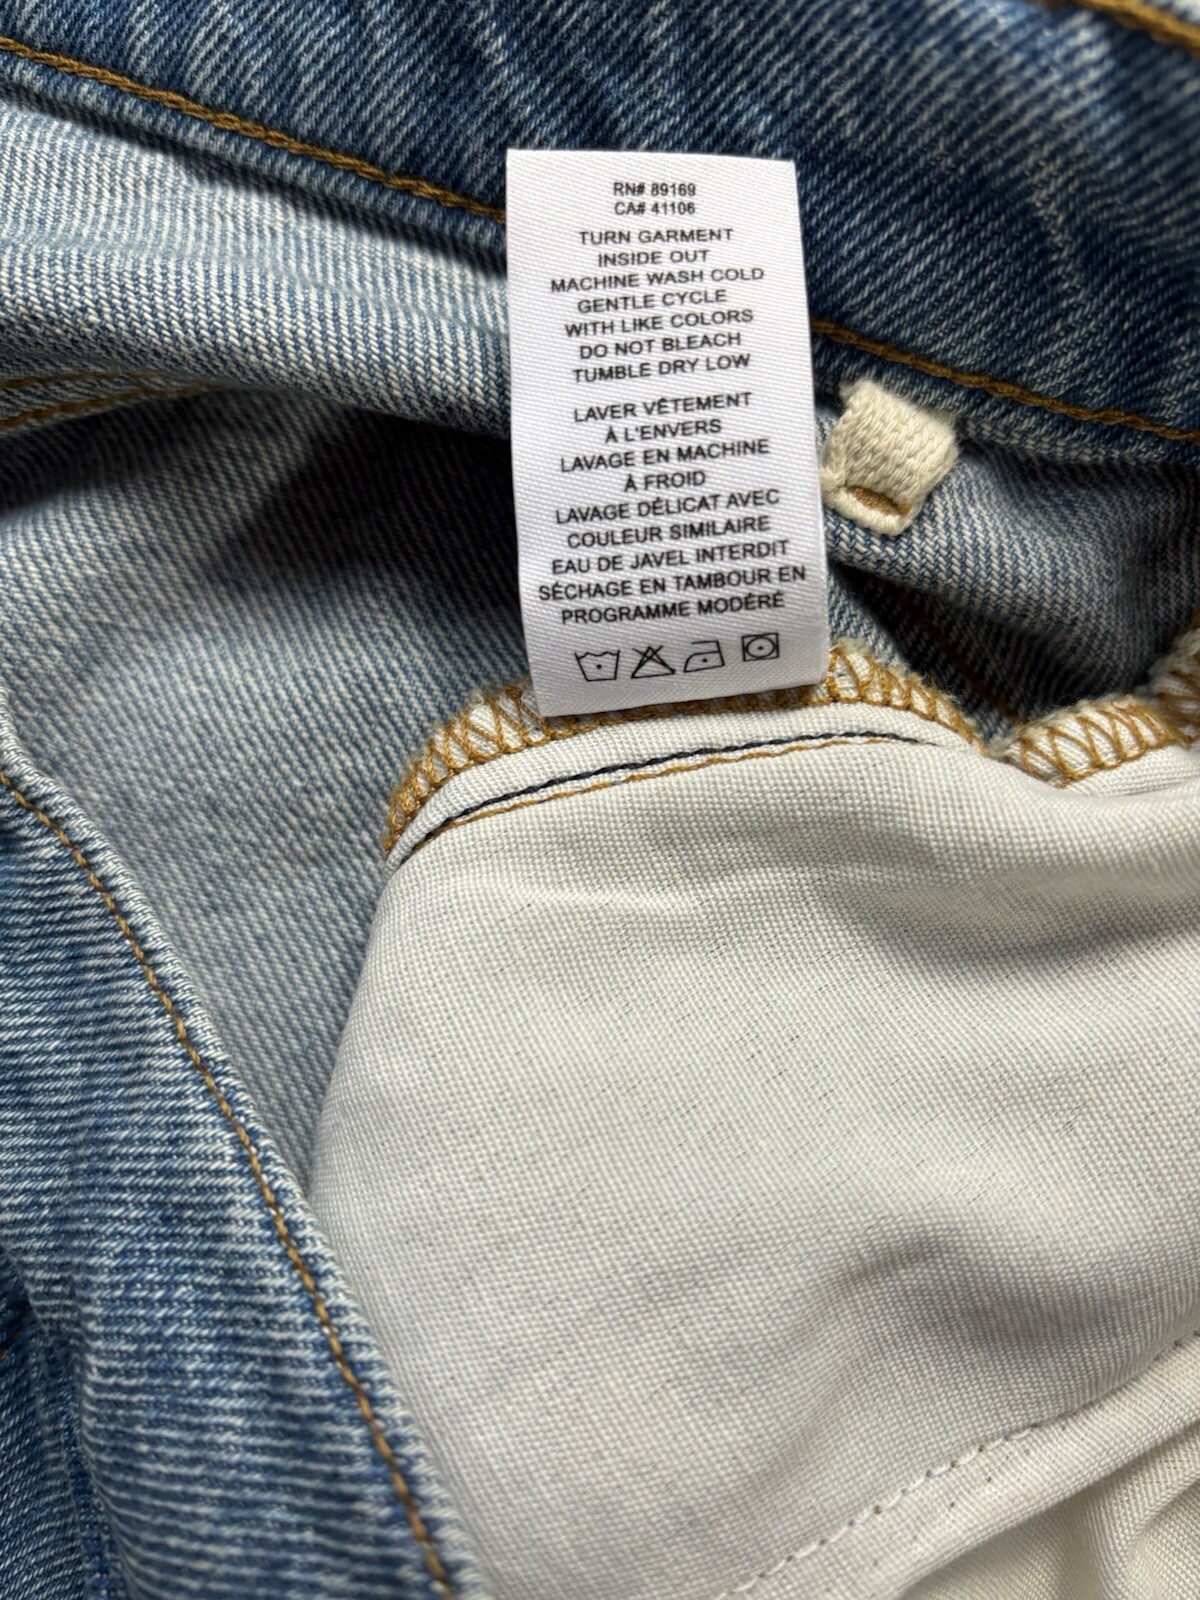 RN# 89169
CA# 41106
TURN GARMENT
INSIDE OUT
MACHINE WASH COLD
GENTLE CYCLE
WITH LIKE COLORS
DO NOT BLEACH
TUMBLE DRY LOW
LAVER VÊTEMENT
À L'ENVERS
LAVAGE EN MACHINE
À FROID
LAVAGE DÉLICAT AVEC
COULEUR SIMILAIRE
EAU DE JAVEL INTERDIT
SÉCHAGE EN TAMBOUR EN
PROGRAMME MODÉRÉ